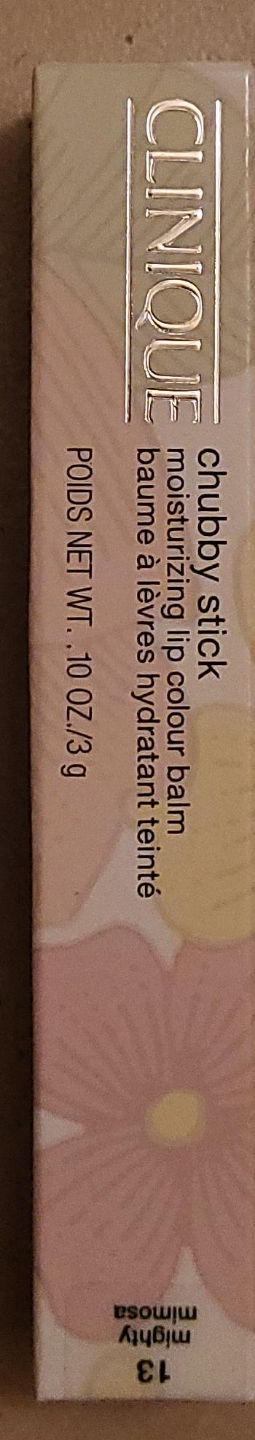 CLINIQUE
chubby stick
moisturizing lip colour balm
baume à lèvres hydratant teinté
POIDS NET WT. .10 OZ./3 g
13
mighty
mimosa